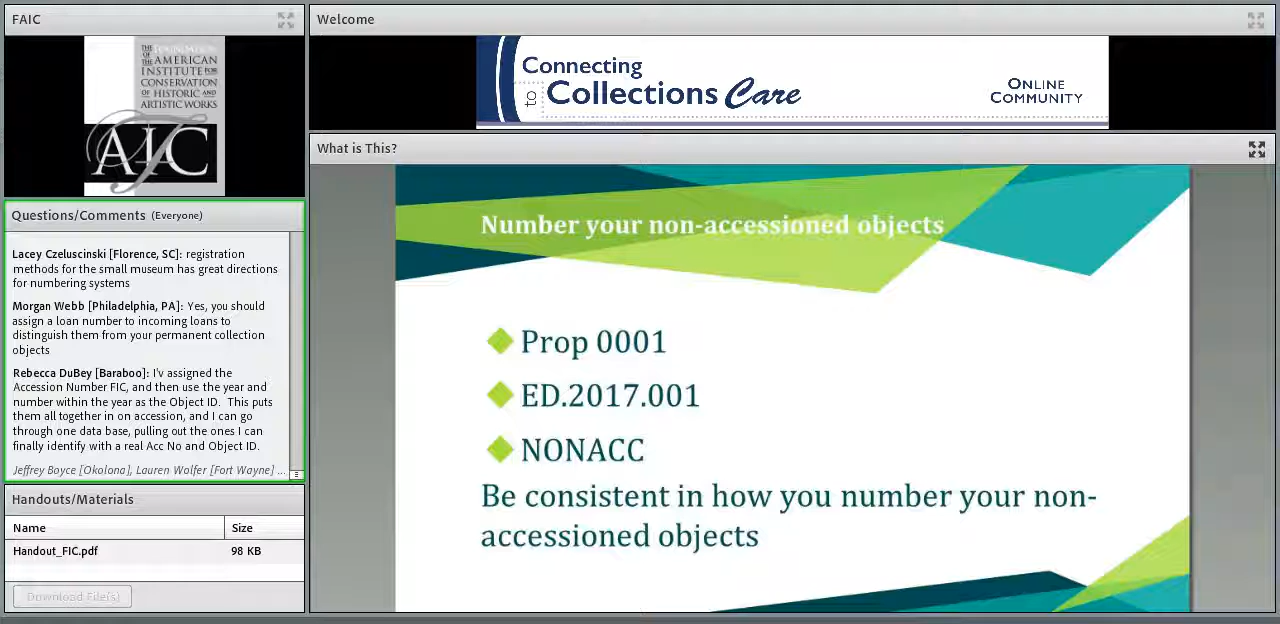 FAIC
THE FOUNDATION
OF THE AMERICAN
INSTITUTE FOR
CONSERVATION
OF HISTORIC AND
ARTISTIC WORKS
AIC
Questions/Comments (Everyone)
Lacey Czeluscinski [Florence, SC]: registration
methods for the small museum has great directions
for numbering systems
Morgan Webb [Philadelphia, PA]: Yes, you should
assign a loan number to incoming loans to
distinguish them from your permanent collection
objects
Rebecca DuBey [Baraboo]: I'v assigned the
Accession Number FIC, and then use the year and
number within the year as the Object ID. This puts
them all together in on accession, and I can go
through one data base, pulling out the ones I can
finally identify with a real Acc No and Object ID.
Jeffrey Boyce [Okolona], Lauren Wolfer [Fort Wayne] ...
Handouts/Materials
Name Size
Handout_FIC.pdf 98 KB
Download File(s)
Welcome
Connecting
to Collections Care
ONLINE
COMMUNITY
What is This?
Number your non-accessioned objects
Prop 0001
ED.2017.001
NONACC
Be consistent in how you number your non-
accessioned objects